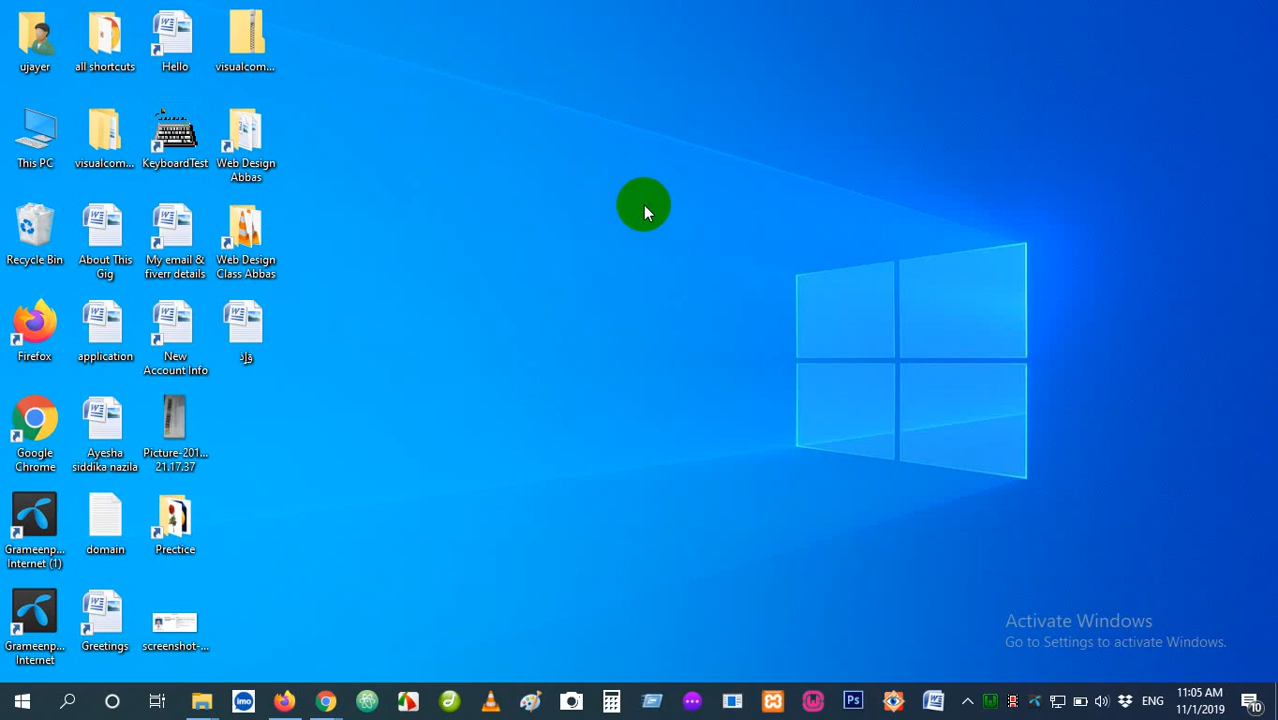 ujayer
all shortcuts
Hello
visualcom...
This PC
visualcom...
KeyboardTest
Web Design
Abbas
Recycle Bin
About This
Gig
My email &
fiverr details
Web Design
Class Abbas
Firefox
application
New
Account Info
Google
Chrome
Ayesha
siddika nazila
Picture-201...
21.17.37
Grameenp...
Internet (1)
domain
Prectice
Grameenp...
Internet
Greetings
screenshot-...
Activate Windows
Go to Settings to activate Windows.
imo
Ps
ENG
11:05 AM
11/1/2019
10